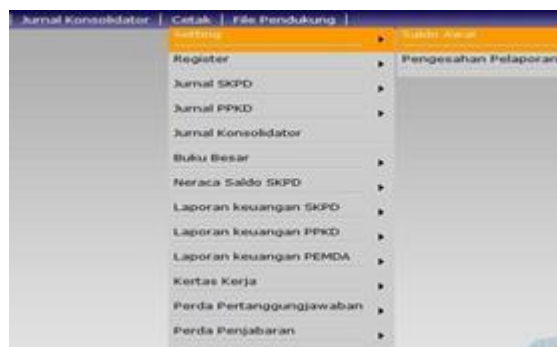 Jurnal Konsolidator | Cetak | File Pendukung |
Setting
Saldo Awal
Register
Pengesahan Pelaporan
Jurnal SKPD
Jurnal PPKD
Jurnal Konsolidator
Buku Besar
Neraca Saldo SKPD
Laporan keuangan SKPD
Laporan keuangan PPKD
Laporan keuangan PEMDA
Kertas Kerja
Perda Pertanggungjawaban
Perda Penjabaran